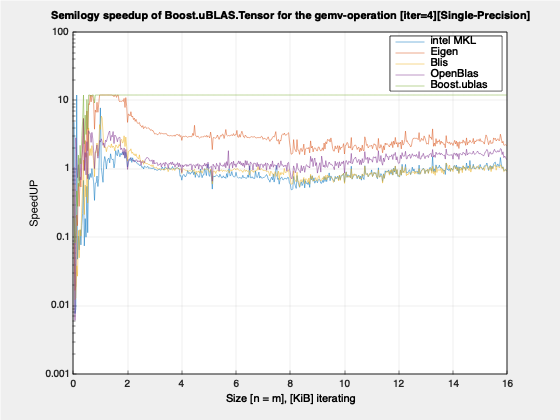 Semilogy speedup of Boost.uBLAS.Tensor for the gemv-operation [iter=4][Single-Precision]
100
intel MKL
Eigen
Blis
OpenBlas
Boost.ublas
10
1
SpeedUP
0.1
0.01
0.001
0 2 4 6 8 10 12 14 16
Size [n = m], [KiB] iterating